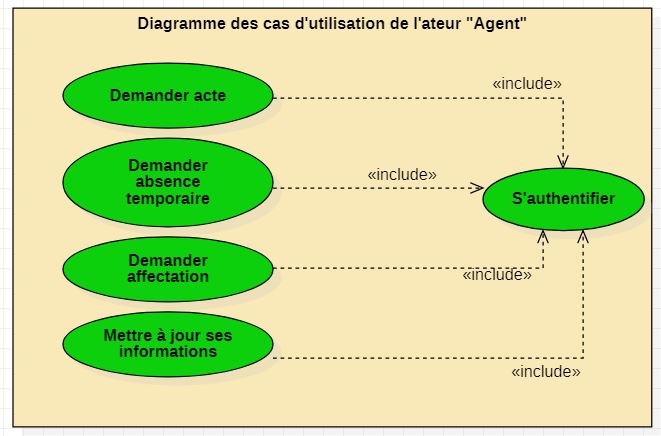 Diagramme des cas d'utilisation de l'ateur "Agent"
Demander acte
«include»
Demander
absence
temporaire
«include»
S'authentifier
Demander
affectation
«include»
Mettre à jour ses
informations
«include»